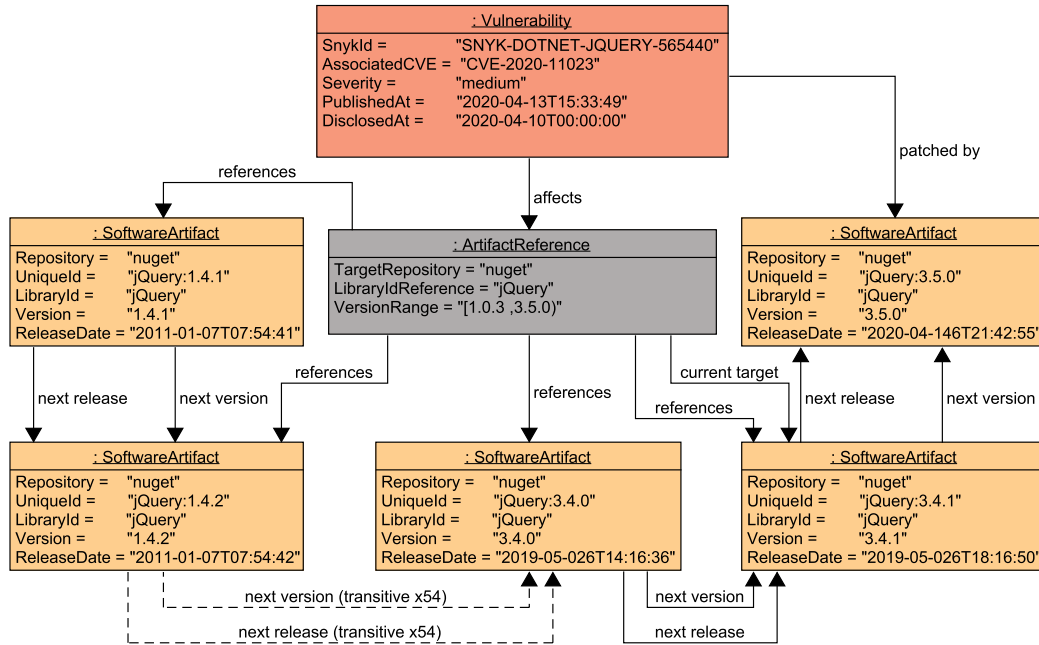 : Vulnerability
SnykId = "SNYK-DOTNET-JQUERY-565440"
AssociatedCVE = "CVE-2020-11023"
Severity = "medium"
PublishedAt = "2020-04-13T15:33:49"
DisclosedAt = "2020-04-10T00:00:00"
patched by
references
affects
: SoftwareArtifact
Repository = "nuget"
UniqueId = "jQuery:1.4.1"
LibraryId = "jQuery"
Version = "1.4.1"
ReleaseDate = "2011-01-07T07:54:41"
: ArtifactReference
TargetRepository = "nuget"
LibraryIdReference = "jQuery"
VersionRange = "[1.0.3 ,3.5.0)"
: SoftwareArtifact
Repository = "nuget"
UniqueId = "jQuery:3.5.0"
LibraryId = "jQuery"
Version = "3.5.0"
ReleaseDate = "2020-04-146T21:42:55"
next release
next version
references
references
current target
references
next release
next version
: SoftwareArtifact
Repository = "nuget"
UniqueId = "jQuery:1.4.2"
LibraryId = "jQuery"
Version = "1.4.2"
ReleaseDate = "2011-01-07T07:54:42"
: SoftwareArtifact
Repository = "nuget"
UniqueId = "jQuery:3.4.0"
LibraryId = "jQuery"
Version = "3.4.0"
ReleaseDate = "2019-05-026T14:16:36"
: SoftwareArtifact
Repository = "nuget"
UniqueId = "jQuery:3.4.1"
LibraryId = "jQuery"
Version = "3.4.1"
ReleaseDate = "2019-05-026T18:16:50"
next version (transitive x54)
next version
next release (transitive x54)
next release